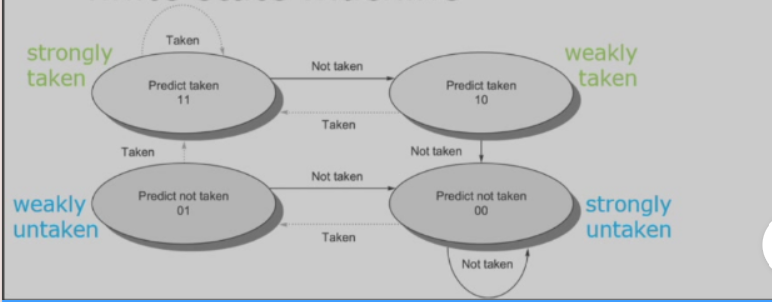 Taken
strongly
taken
Predict taken
11
Not taken
Predict taken
10
weakly
taken
Taken
Taken
Not taken
weakly
untaken
Predict not taken
01
Not taken
Predict not taken
00
strongly
untaken
Taken
Not taken